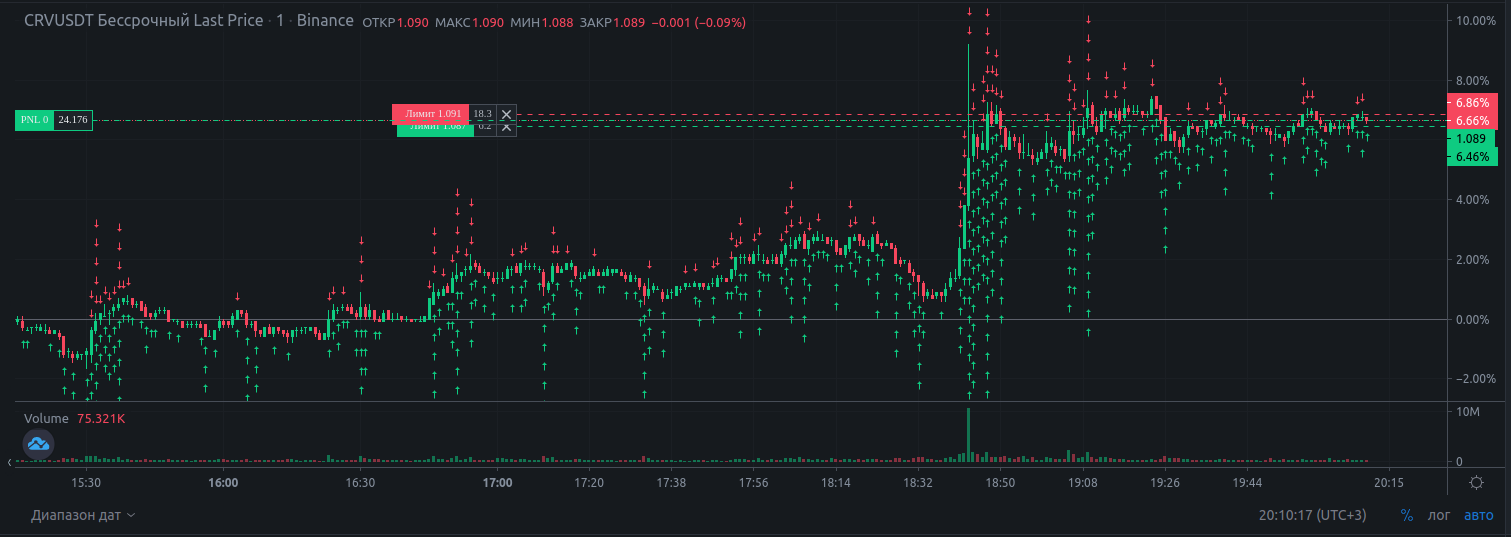 CRVUSDT Бессрочный Last Price · 1 · Binance ОТКР1.090 МАКС1.090 МИН1.088 ЗАКР1.089 −0.001 (−0.09%)
10.00%
8.00%
Лимит 1.091 18.3
6.86%
PNL 0 24.176
6.66%
Лимит 1.087 6.2
1.089
6.46%
4.00%
2.00%
0.00%
−2.00%
Volume 75.321K
10M
0
15:30 16:00 16:30 17:00 17:20 17:38 17:56 18:14 18:32 18:50 19:08 19:26 19:44 20:15
Диапазон дат 20:10:17 (UTC+3) % лог авто